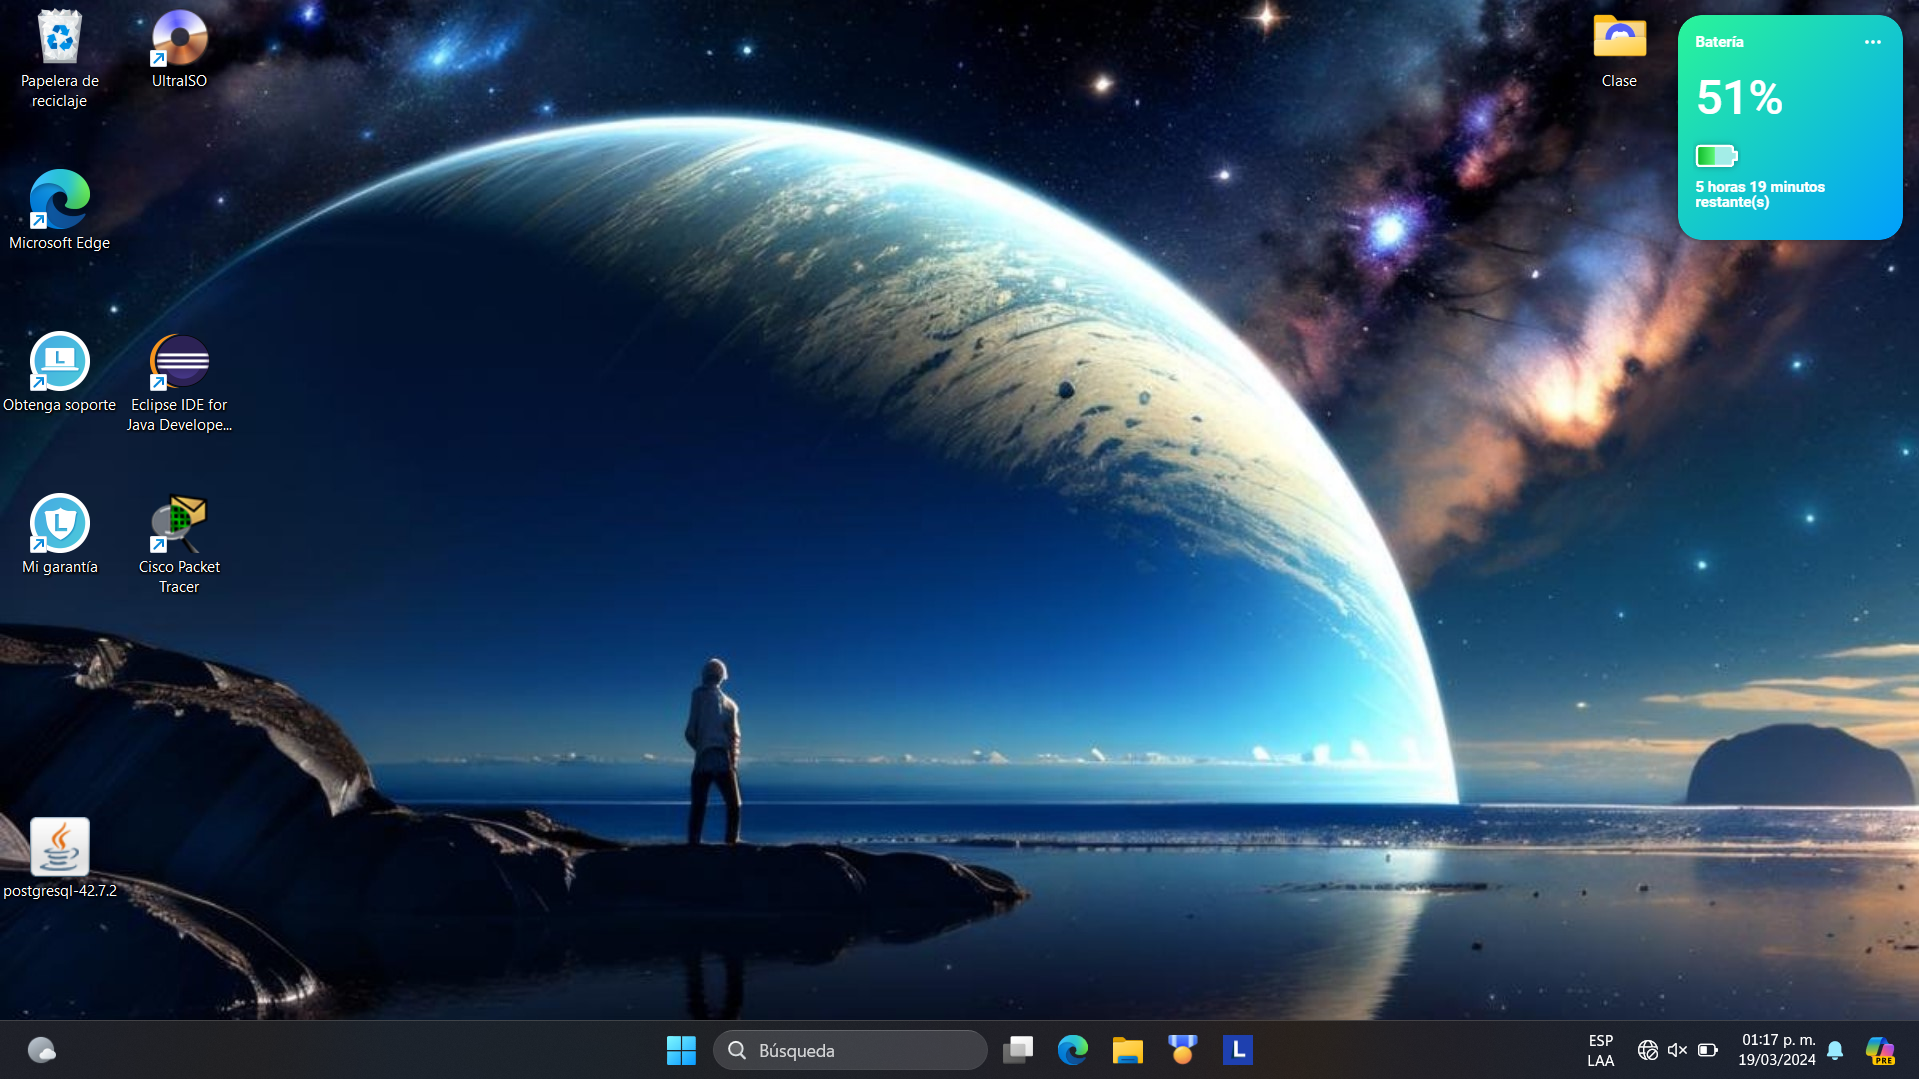 Papelera de
reciclaje
UltraISO
Microsoft Edge
Obtenga soporte
Eclipse IDE for
Java Develope...
Mi garantía
Cisco Packet
Tracer
postgresql-42.7.2
Clase
Batería
51%
5 horas 19 minutos
restante(s)
Búsqueda
L
ESP
LAA
01:17 p. m.
19/03/2024
PRE